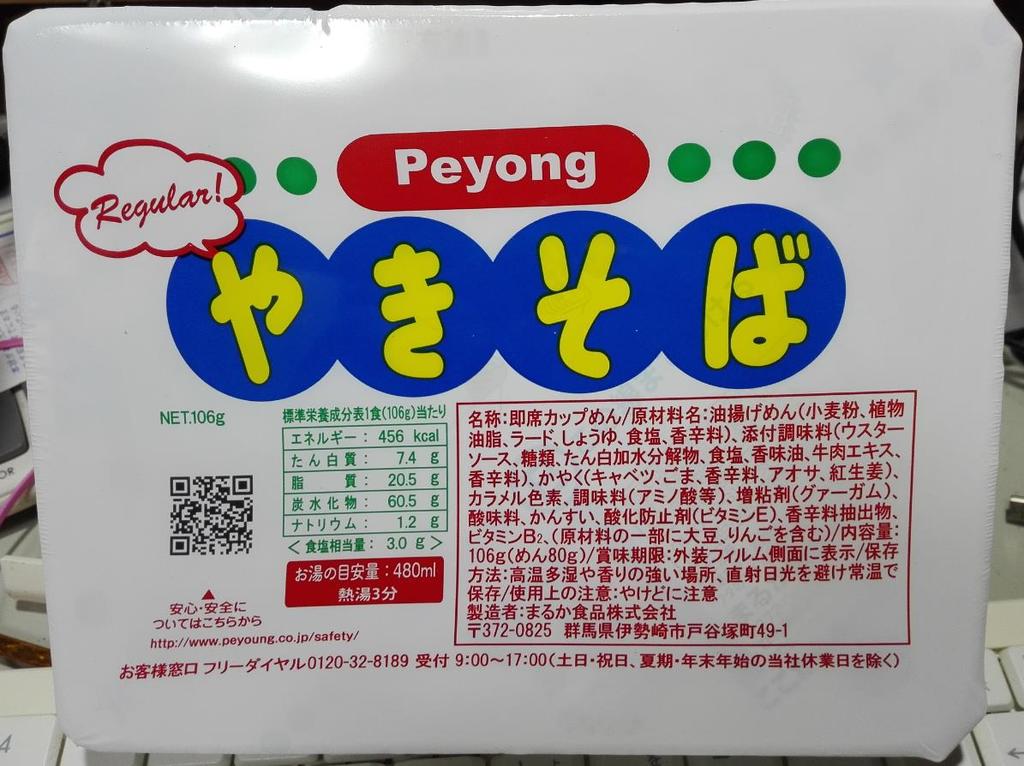 Peyong
Regular!
やきそば
NET.106g
標準栄養成分表1食(106g)当たり
エネルギー: 456 kcal
たん白質: 7.4 g
脂 質: 20.5 g
炭水化物: 60.5 g
ナトリウム: 1.2 g
<食塩相当量: 3.0 g>
お湯の目安量:480ml
熱湯3分
安心・安全に
ついてはこちらから
http://www.peyoung.co.jp/safety/
名称:即席カップめん/原材料名:油揚げめん(小麦粉、植物
油脂、ラード、しょうゆ、食塩、香辛料)、添付調味料(ウスター
ソース、糖類、たん白加水分解物、食塩、香味油、牛肉エキス、
香辛料)、かやく(キャベツ、ごま、香辛料、アオサ、紅生姜)、
カラメル色素、調味料(アミノ酸等)、増粘剤(グァーガム)、
酸味料、かんすい、酸化防止剤(ビタミンE)、香辛料抽出物、
ビタミンB₂、(原材料の一部に大豆、りんごを含む)/内容量:
106g(めん80g)/賞味期限:外装フィルム側面に表示/保存
方法:高温多湿や香りの強い場所、直射日光を避け常温で
保存/使用上の注意:やけどに注意
製造者:まるか食品株式会社
〒372-0825 群馬県伊勢崎市戸谷塚町49-1
お客様窓口 フリーダイヤル0120-32-8189 受付 9:00~17:00(土日・祝日、夏期・年末年始の当社休業日を除く)